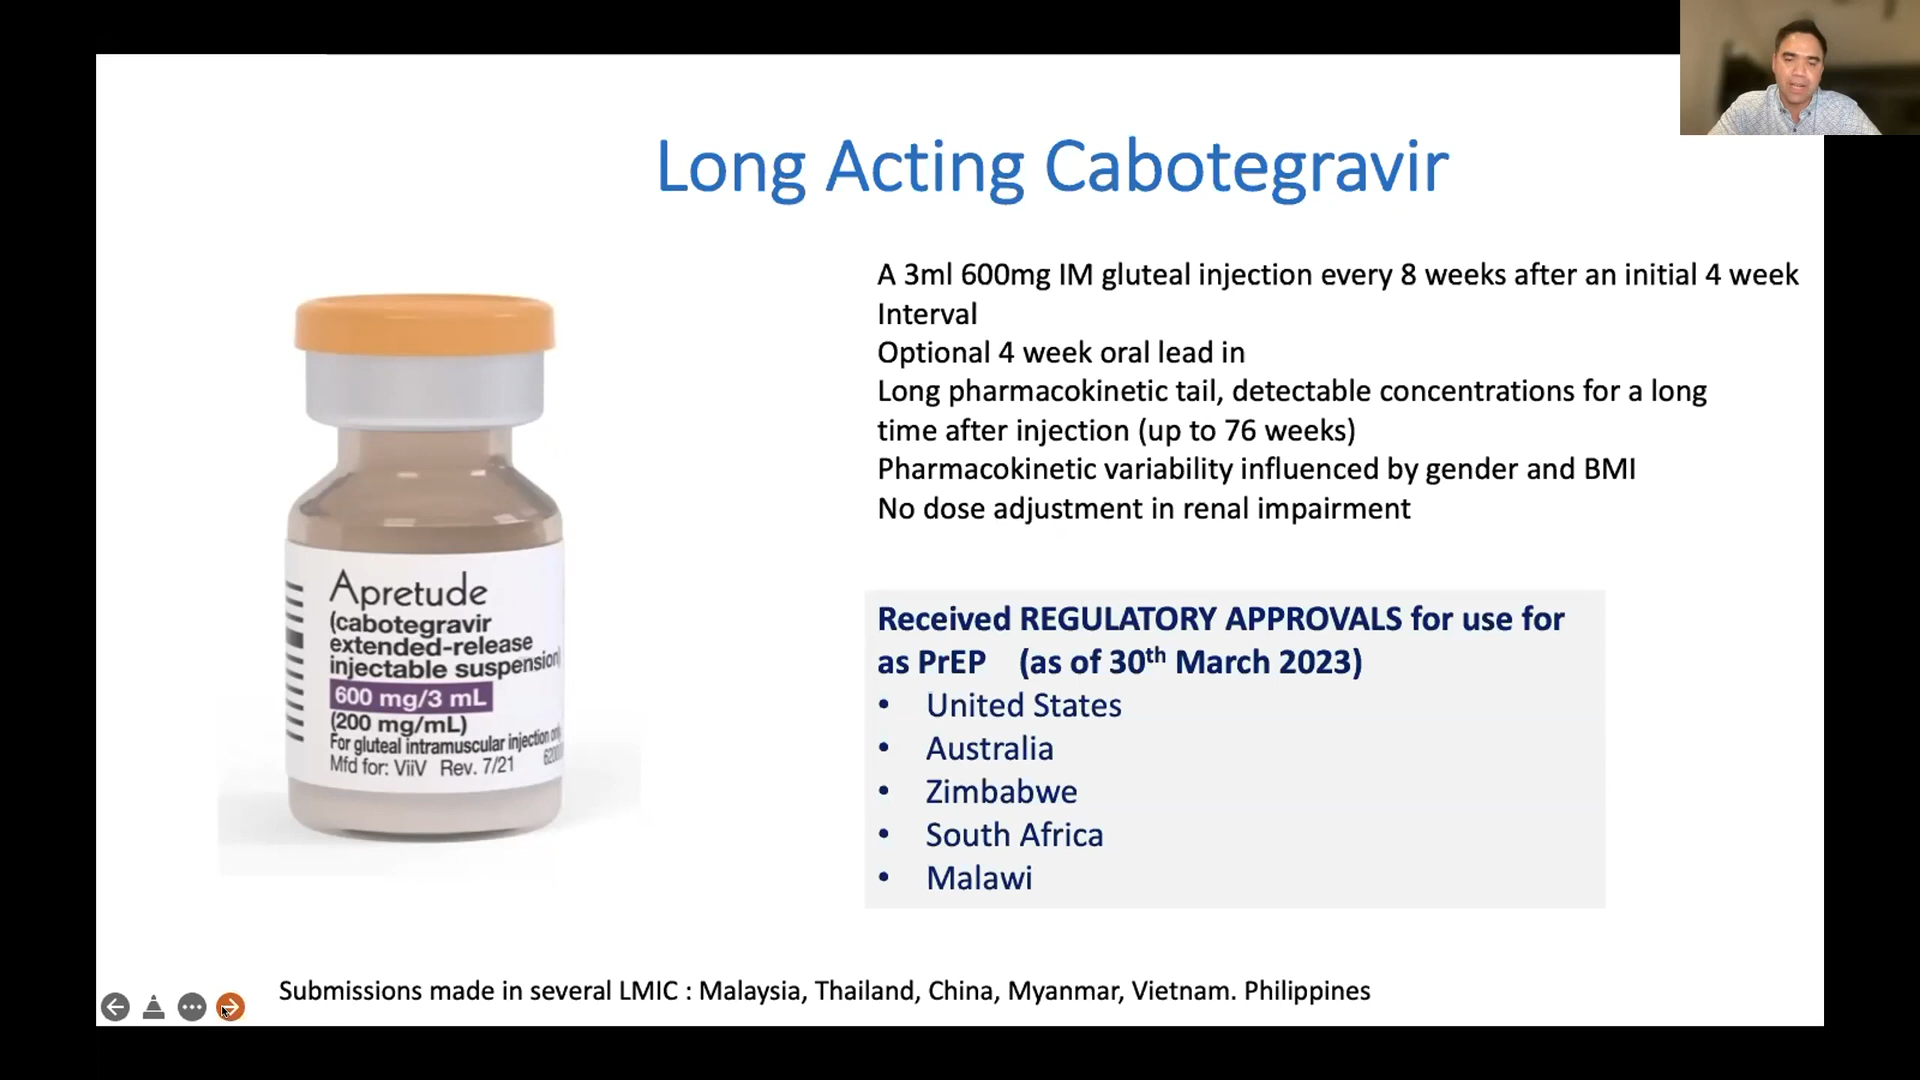 Long Acting Cabotegravir
A 3ml 600mg IM gluteal injection every 8 weeks after an initial 4 week
Interval
Optional 4 week oral lead in
Long pharmacokinetic tail, detectable concentrations for a long
time after injection (up to 76 weeks)
Pharmacokinetic variability influenced by gender and BMI
No dose adjustment in renal impairment
Apretude
(cabotegravir
extended-release
injectable suspension)
600 mg/3 mL
(200 mg/mL)
For gluteal intramuscular injection only
Mfd for: ViiV Rev. 7/21
Received REGULATORY APPROVALS for use for
as PrEP (as of 30th March 2023)
• United States
• Australia
• Zimbabwe
• South Africa
• Malawi
Submissions made in several LMIC : Malaysia, Thailand, China, Myanmar, Vietnam. Philippines